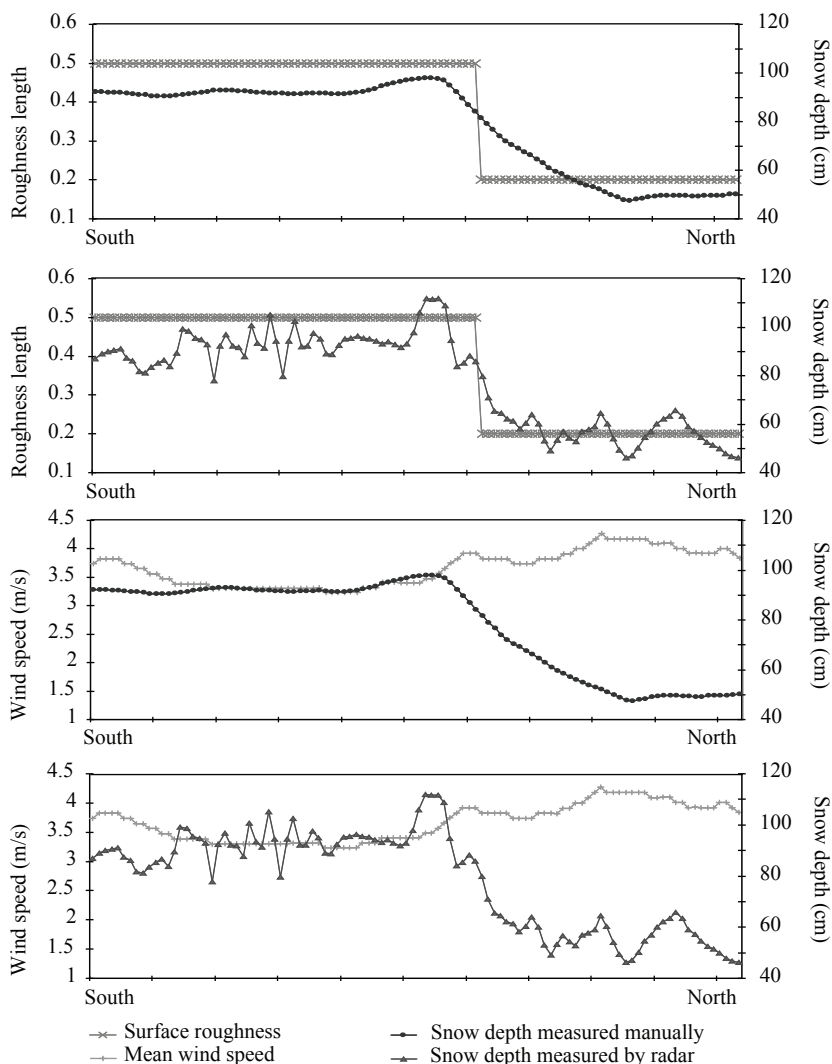 0.6
0.5
0.4
0.3
0.2
0.1
Roughness length
120
100
80
60
40
Snow depth (cm)
South
North
0.6
0.5
0.4
0.3
0.2
0.1
Roughness length
120
100
80
60
40
Snow depth (cm)
South
North
4.5
4
3.5
3
2.5
2
1.5
1
Wind speed (m/s)
120
100
80
60
40
Snow depth (cm)
South
North
4.5
4
3.5
3
2.5
2
1.5
1
Wind speed (m/s)
120
100
80
60
40
Snow depth (cm)
South
North
Surface roughness
Snow depth measured manually
Mean wind speed
Snow depth measured by radar